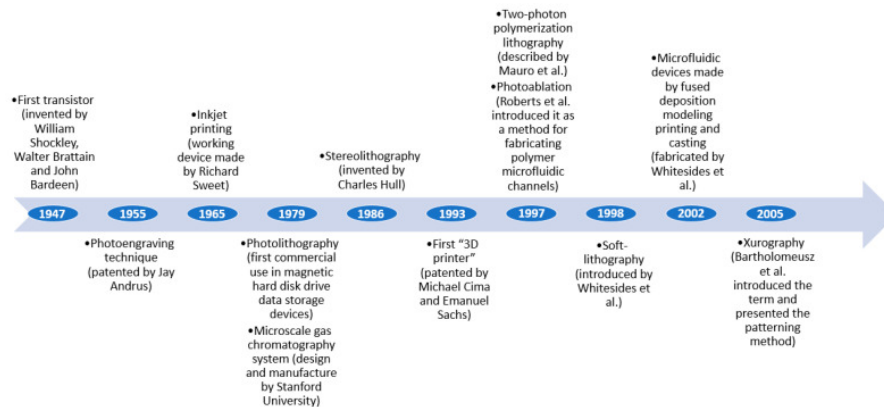 •First transistor
(invented by
William
Shockley,
Walter Brattain
and John
Bardeen)
•Inkjet
printing
(working
device made
by Richard
Sweet)
•Stereolithography
(invented by
Charles Hull)
•Two-photon
polymerization
lithography
(described by
Mauro et al.)
•Photoablation
(Roberts et al.
introduced it as
a method for
fabricating
polymer
microfluidic
channels)
•Microfluidic
devices made
by fused
deposition
modeling
printing and
casting
(fabricated by
Whitesides et
al.)
1947
1955
1965
1979
1986
1993
1997
1998
2002
2005
•Photoengraving
technique
(patented by Jay
Andrus)
•Photolithography
(first commercial
use in magnetic
hard disk drive
data storage
devices)
•Microscale gas
chromatography
system (design
and manufacture
by Stanford
University)
•First “3D
printer”
(patented by
Michael Cima
and Emanuel
Sachs)
•Soft-
lithography
(introduced by
Whitesides et
al.)
•Xurography
(Bartholomeusz
et al.
introduced the
term and
presented the
patterning
method)